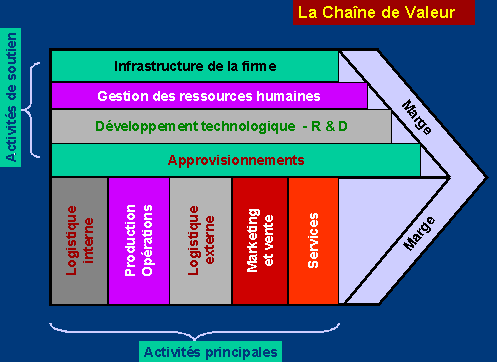 La Chaîne de Valeur
Activités de soutien
Infrastructure de la firme
Gestion des ressources humaines
Développement technologique - R & D
Approvisionnements
Marge
Logistique
interne
Production
Opérations
Logistique
externe
Marketing
et vente
Services
Marge
Activités principales